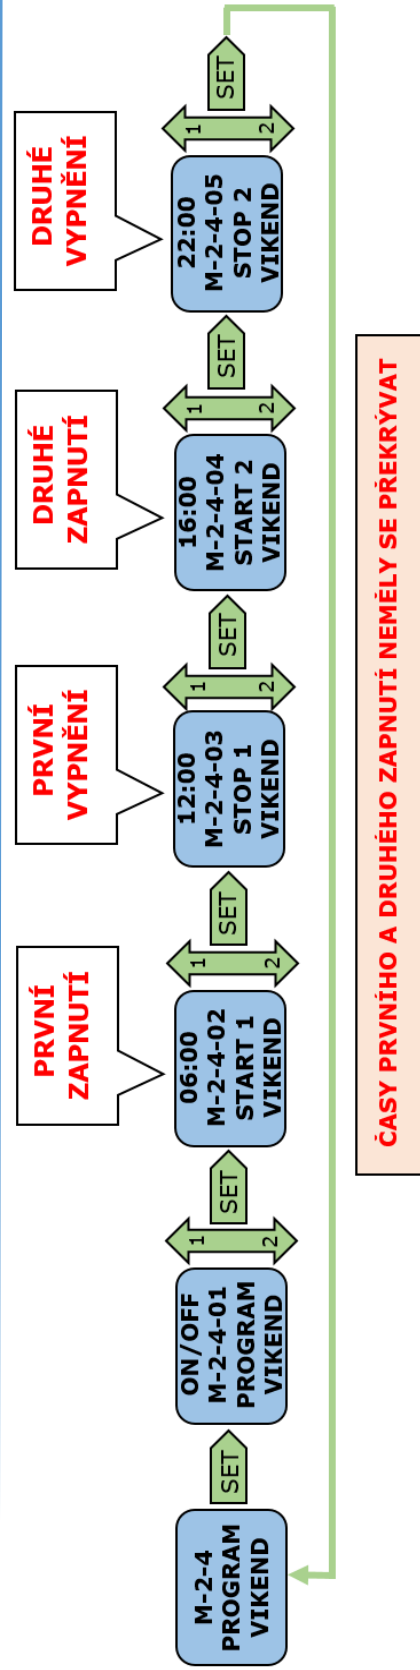 M-2-4
PROGRAM
VIKEND
SET
ON/OFF
M-2-4-01
PROGRAM
VIKEND
1
2
SET
PRVNÍ
ZAPNUTÍ
06:00
M-2-4-02
START 1
VIKEND
1
2
SET
PRVNÍ
VYPNĚNÍ
12:00
M-2-4-03
STOP 1
VIKEND
1
2
SET
DRUHÉ
ZAPNUTÍ
16:00
M-2-4-04
START 2
VIKEND
1
2
SET
DRUHÉ
VYPNĚNÍ
22:00
M-2-4-05
STOP 2
VIKEND
1
2
SET
ČASY PRVNÍHO A DRUHÉHO ZAPNUTÍ NEMĚLY SE PŘEKRÝVAT